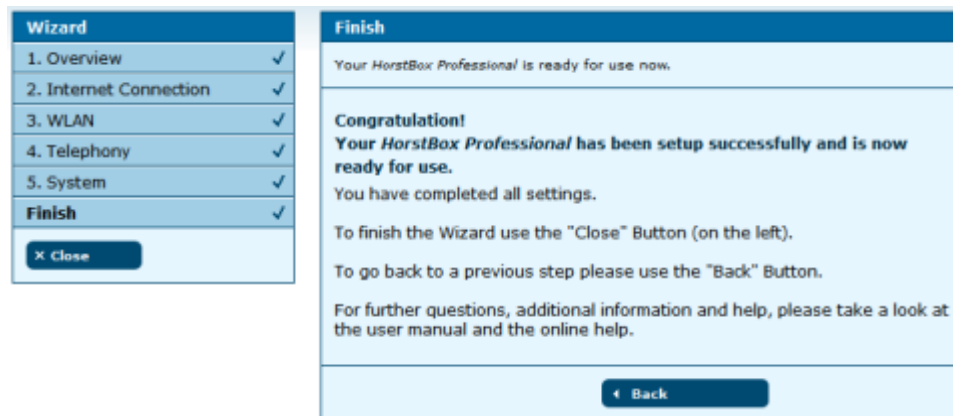 Wizard
1. Overview ✓
2. Internet Connection ✓
3. WLAN ✓
4. Telephony ✓
5. System ✓
Finish ✓
× Close
Finish
Your HorstBox Professional is ready for use now.
Congratulation!
Your HorstBox Professional has been setup successfully and is now
ready for use.
You have completed all settings.
To finish the Wizard use the "Close" Button (on the left).
To go back to a previous step please use the "Back" Button.
For further questions, additional information and help, please take a look at
the user manual and the online help.
Back